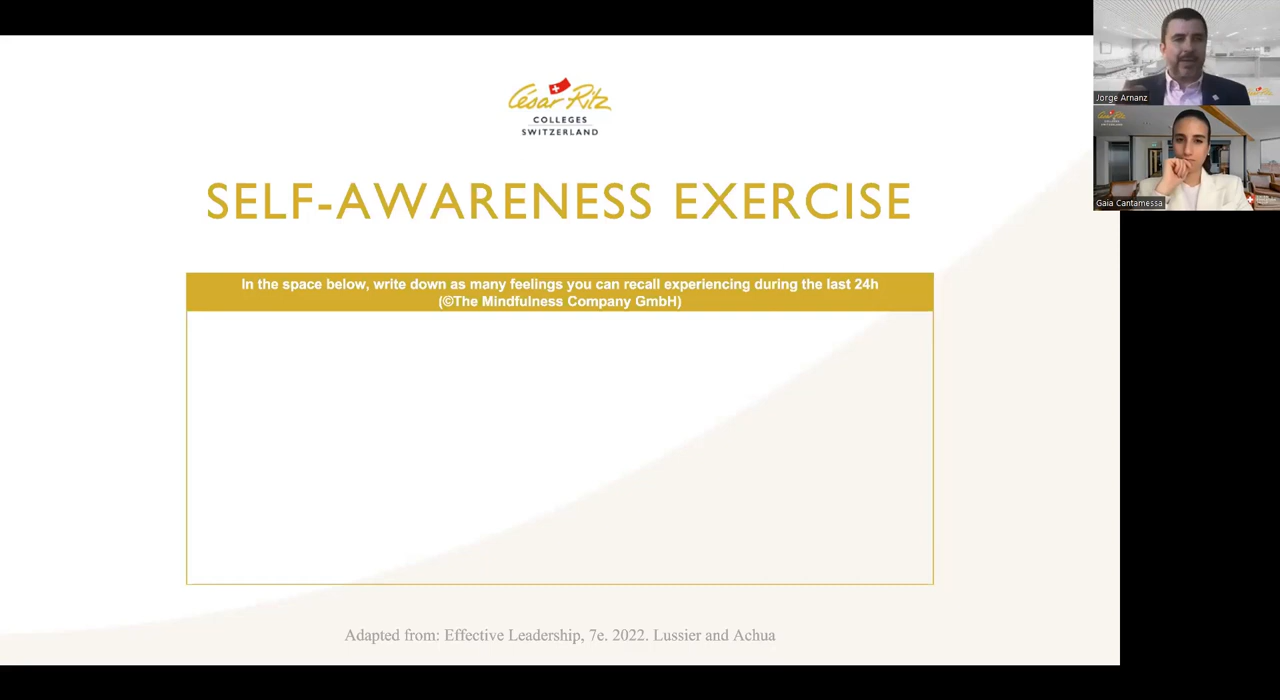 César Ritz
COLLEGES
SWITZERLAND
SELF-AWARENESS EXERCISE
In the space below, write down as many feelings you can recall experiencing during the last 24h
(©The Mindfulness Company GmbH)
Adapted from: Effective Leadership, 7e. 2022. Lussier and Achua
Jorge Arnanz
Gaia Cantamessa